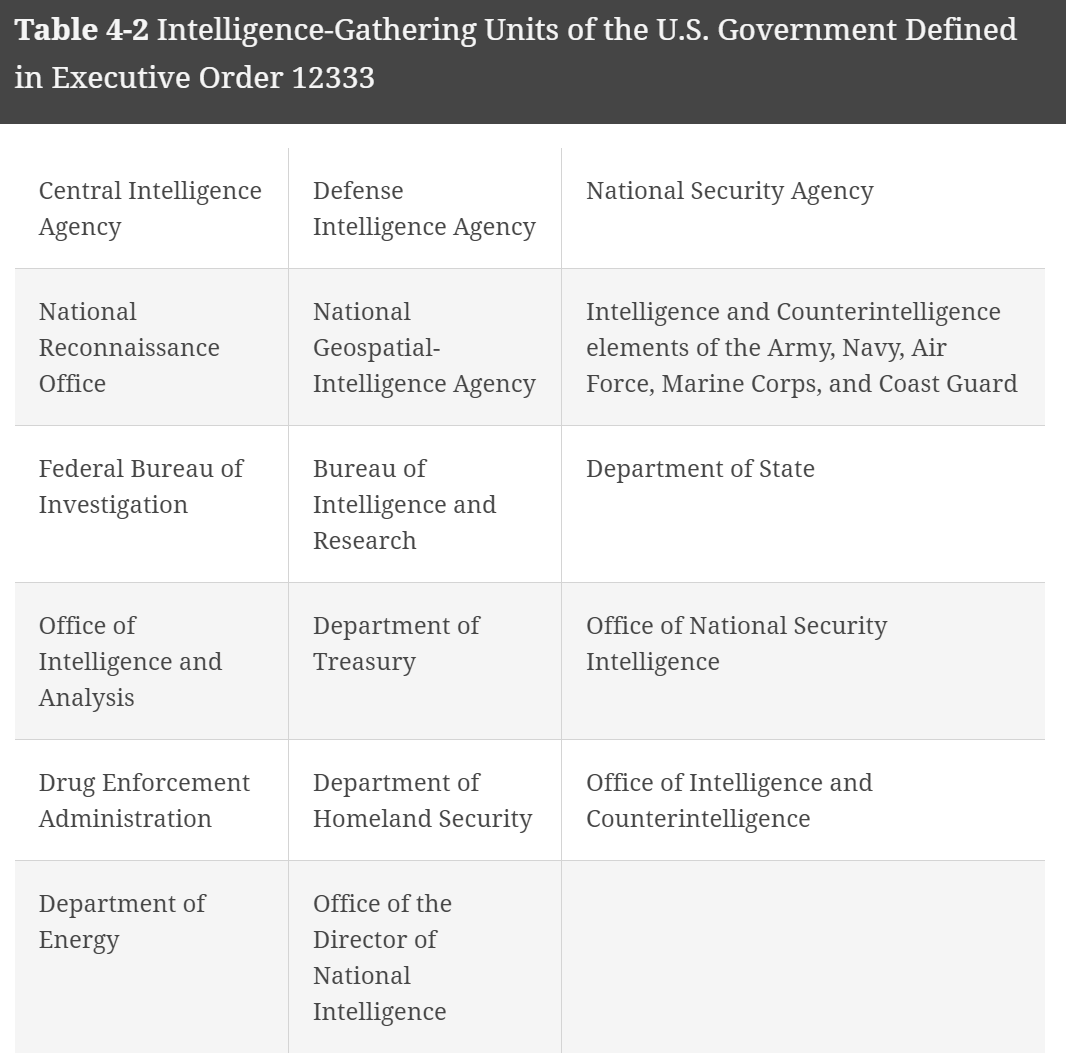 Table 4-2 Intelligence-Gathering Units of the U.S. Government Defined
in Executive Order 12333
Central Intelligence
Agency
Defense
Intelligence Agency
National Security Agency
National
Reconnaissance
Office
National
Geospatial-
Intelligence Agency
Intelligence and Counterintelligence
elements of the Army, Navy, Air
Force, Marine Corps, and Coast Guard
Federal Bureau of
Investigation
Bureau of
Intelligence and
Research
Department of State
Office of
Intelligence and
Analysis
Department of
Treasury
Office of National Security
Intelligence
Drug Enforcement
Administration
Department of
Homeland Security
Office of Intelligence and
Counterintelligence
Department of
Energy
Office of the
Director of
National
Intelligence